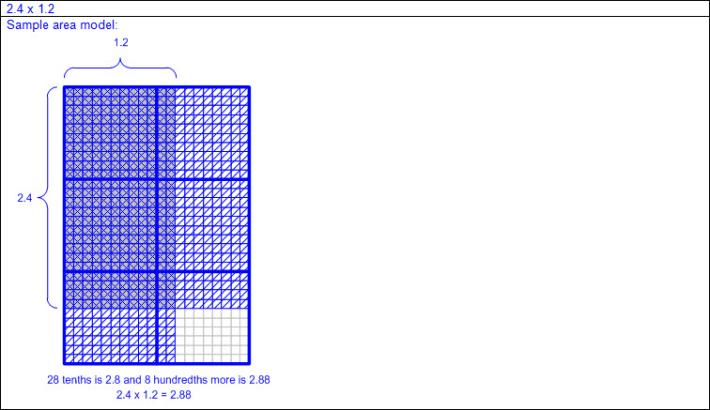 2.4 x 1.2
Sample area model:
1.2
2.4
28 tenths is 2.8 and 8 hundredths more is 2.88
2.4 x 1.2 = 2.88